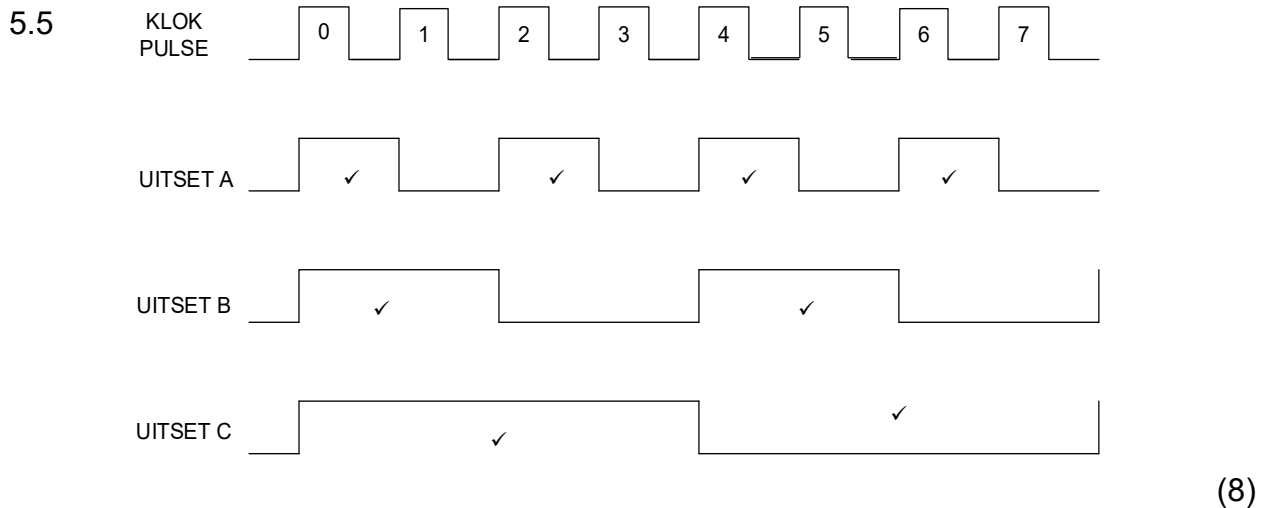 5.5
KLOK
PULSE
0 1 2 3 4 5 6 7
UITSET A
✓ ✓ ✓ ✓
UITSET B
✓ ✓
UITSET C
✓ ✓
(8)